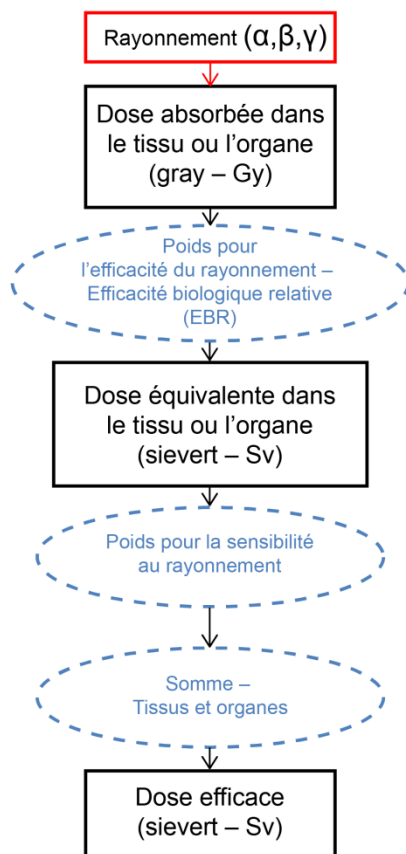 Rayonnement (α,β,γ)
Dose absorbée dans
le tissu ou l’organe
(gray – Gy)
Poids pour
l’efficacité du rayonnement –
Efficacité biologique relative
(EBR)
Dose équivalente dans
le tissu ou l’organe
(sievert – Sv)
Poids pour la sensibilité
au rayonnement
Somme –
Tissus et organes
Dose efficace
(sievert – Sv)